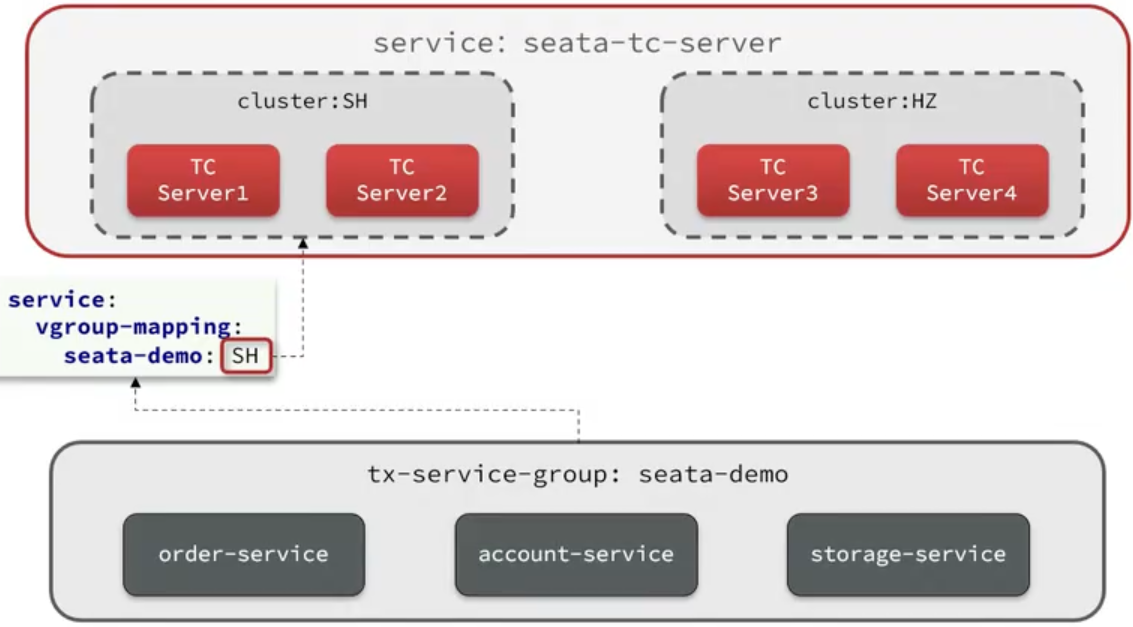 service: seata-tc-server
cluster:SH
TC
Server1
TC
Server2
cluster:HZ
TC
Server3
TC
Server4
service:
vgroup-mapping:
seata-demo: SH
tx-service-group: seata-demo
order-service
account-service
storage-service